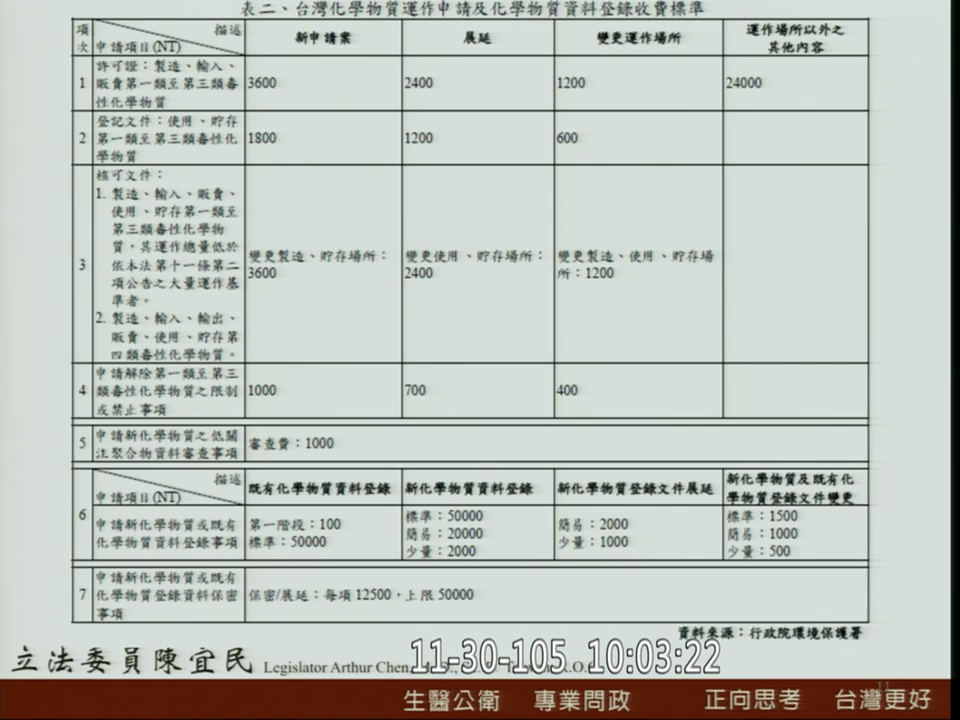 表二、台灣化學物質運作申請及化學物質資料登錄收費標準
項次
描述
申請項目(NT)
新申請案
展延
變更運作場所
運作場所以外之
其他內容
1
許可證：製造、輸入、
販賣第一類至第三類毒
性化學物質
3600
2400
1200
24000
2
登記文件：使用、貯存
第一類至第三類毒性化
學物質
1800
1200
600
3
核可文件：
1. 製造、輸入、販賣、
使用、貯存第一類至
第三類毒性化學物
質，其運作總量低於
依本法第十一條第二
項公告之大量運作基
準者。
2. 製造、輸入、輸出、
販賣、使用、貯存第
四類毒性化學物質。
變更製造、貯存場所：
3600
變更使用、貯存場所：
2400
變更製造、使用、貯存場
所：1200
4
申請解除第一類至第三
類毒性化學物質之限制
或禁止事項
1000
700
400
5
申請新化學物質之低關
注聚合物資料審查事項
審查費：1000
6
描述
申請項目(NT)
既有化學物質資料登錄
新化學物質資料登錄
新化學物質登錄文件展延
新化學物質及既有化
學物質登錄文件變更
申請新化學物質或既有
化學物質資料登錄事項
第一階段：100
標準：50000
標準：50000
簡易：20000
少量：2000
簡易：2000
少量：1000
標準：1500
簡易：1000
少量：500
7
申請新化學物質或既有
化學物質登錄資料保密
事項
保密/展延：每項12500，上限50000
資料來源：行政院環境保護署
立法委員陳宜民 Legislator Arthur Chen
11-30-105 10:03:22
11
生醫公衛 專業問政 正向思考 台灣更好